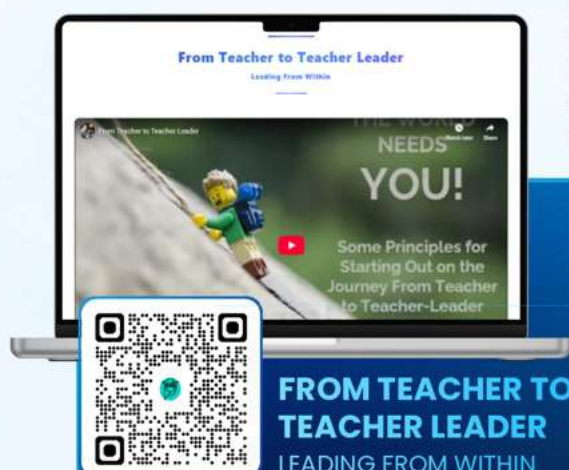 From Teacher to Teacher Leader
Leading From Within
From Teacher to Teacher Leader
THE WORLD
NEEDS
Watch later
Share
YOU!
Some Principles for
Starting Out on the
Journey From Teacher
to Teacher-Leader
FROM TEACHER TO
TEACHER LEADER
LEADING FROM WITHIN